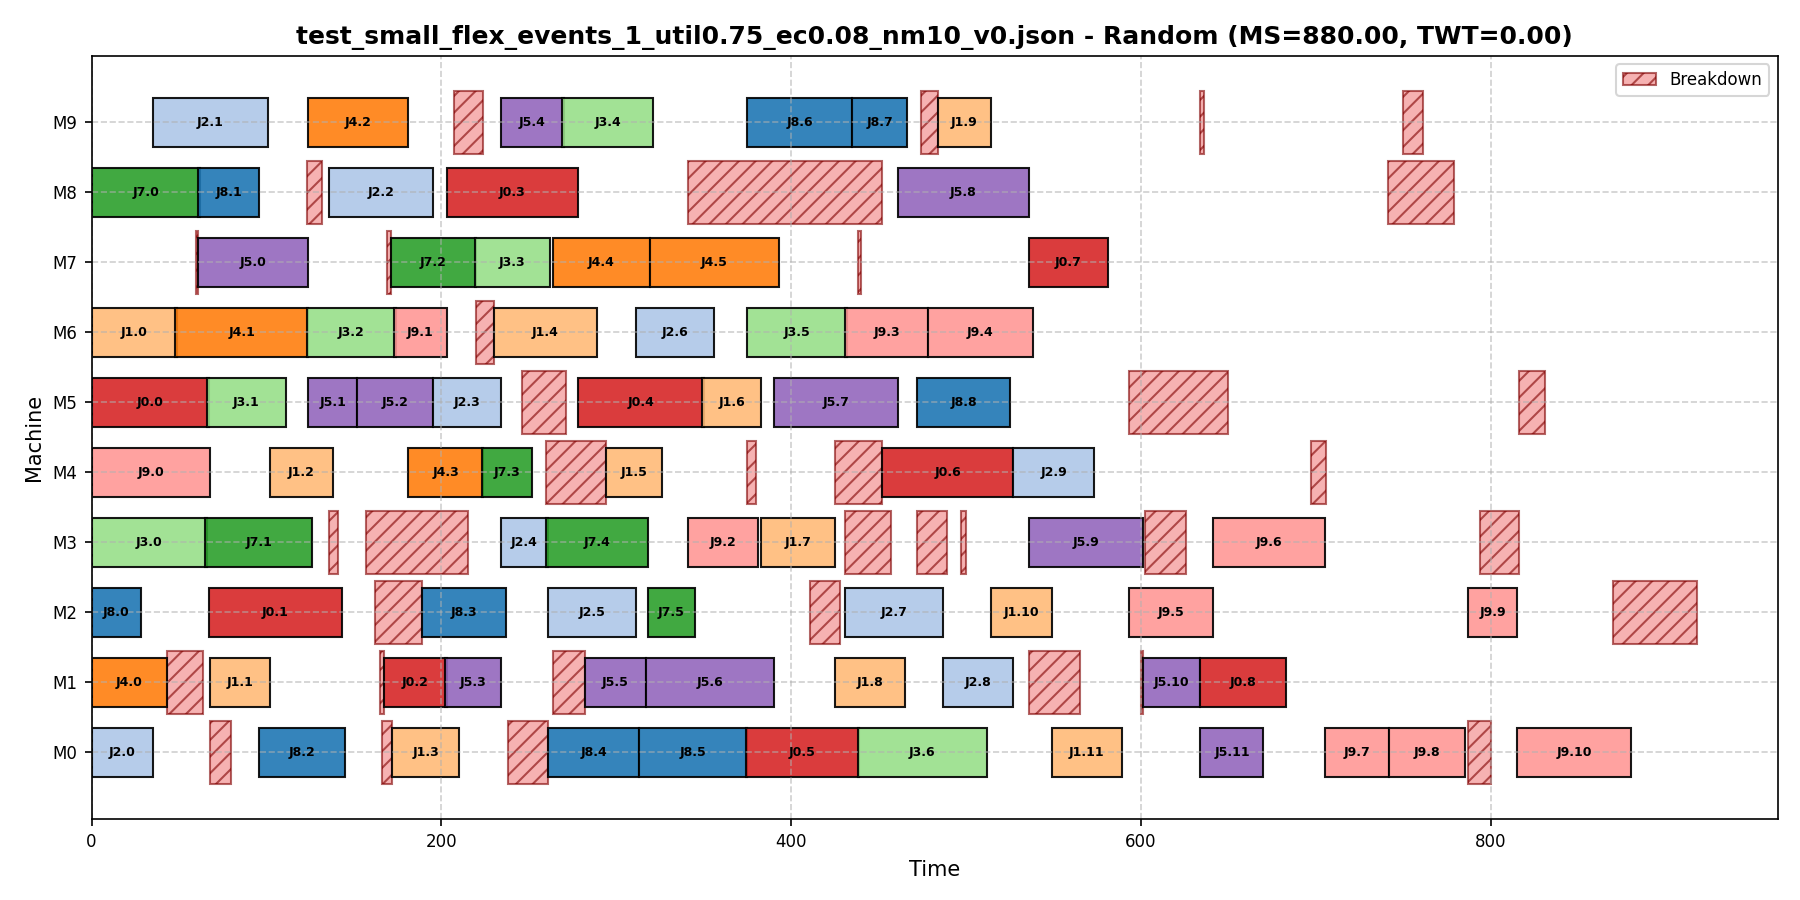 test_small_flex_events_1_util0.75_ec0.08_nm10_v0.json - Random (MS=880.00, TWT=0.00)
Breakdown
M9 J2.1 J4.2 J5.4 J3.4 J8.6 J8.7 J1.9
M8 J7.0 J8.1 J2.2 J0.3 J5.8
M7 J5.0 J7.2 J3.3 J4.4 J4.5 J0.7
M6 J1.0 J4.1 J3.2 J9.1 J1.4 J2.6 J3.5 J9.3 J9.4
M5 J0.0 J3.1 J5.1 J5.2 J2.3 J0.4 J1.6 J5.7 J8.8
M4 J9.0 J1.2 J4.3 J7.3 J1.5 J0.6 J2.9
M3 J3.0 J7.1 J2.4 J7.4 J9.2 J1.7 J5.9 J9.6
M2 J8.0 J0.1 J8.3 J2.5 J7.5 J2.7 J1.10 J9.5 J9.9
M1 J4.0 J1.1 J0.2 J5.3 J5.5 J5.6 J1.8 J2.8 J5.10 J0.8
M0 J2.0 J8.2 J1.3 J8.4 J8.5 J0.5 J3.6 J1.11 J5.11 J9.7 J9.8 J9.10
Machine
0 200 400 600 800
Time